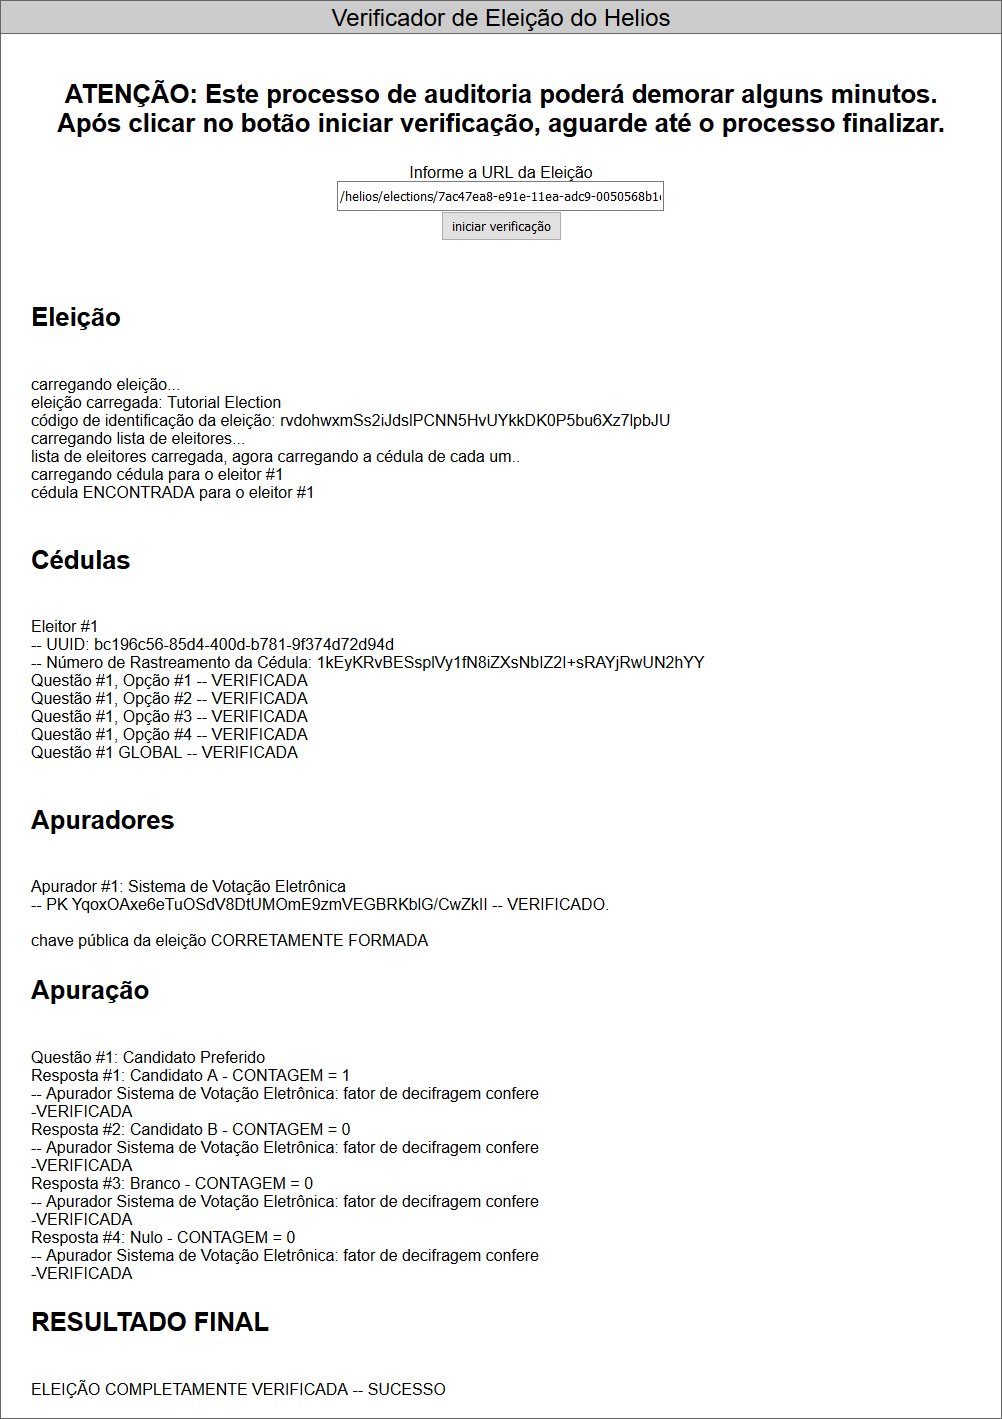 Verificador de Eleição do Helios
ATENÇÃO: Este processo de auditoria poderá demorar alguns minutos.
Após clicar no botão iniciar verificação, aguarde até o processo finalizar.
Informe a URL da Eleição
/helios/elections/7ac47ea8-e91e-11ea-adc9-0050568b1
iniciar verificação
Eleição
carregando eleição...
eleição carregada: Tutorial Election
código de identificação da eleição: rvdohwxmSs2iJdslPCNN5HvUYkkDK0P5bu6Xz7lpbJU
carregando lista de eleitores...
lista de eleitores carregada, agora carregando a cédula de cada um..
carregando cédula para o eleitor #1
cédula ENCONTRADA para o eleitor #1
Cédulas
Eleitor #1
-- UUID: bc196c56-85d4-400d-b781-9f374d72d94d
-- Número de Rastreamento da Cédula: 1kEyKRvBESsplVy1fN8iZXsNblZ2I+sRAYjRwUN2hYY
Questão #1, Opção #1 -- VERIFICADA
Questão #1, Opção #2 -- VERIFICADA
Questão #1, Opção #3 -- VERIFICADA
Questão #1, Opção #4 -- VERIFICADA
Questão #1 GLOBAL -- VERIFICADA
Apuradores
Apurador #1: Sistema de Votação Eletrônica
-- PK YqoxOAxe6eTuOSdV8DtUMOmE9zmVEGBRKblG/CwZkII -- VERIFICADO.
chave pública da eleição CORRETAMENTE FORMADA
Apuração
Questão #1: Candidato Preferido
Resposta #1: Candidato A - CONTAGEM = 1
-- Apurador Sistema de Votação Eletrônica: fator de decifragem confere
-VERIFICADA
Resposta #2: Candidato B - CONTAGEM = 0
-- Apurador Sistema de Votação Eletrônica: fator de decifragem confere
-VERIFICADA
Resposta #3: Branco - CONTAGEM = 0
-- Apurador Sistema de Votação Eletrônica: fator de decifragem confere
-VERIFICADA
Resposta #4: Nulo - CONTAGEM = 0
-- Apurador Sistema de Votação Eletrônica: fator de decifragem confere
-VERIFICADA
RESULTADO FINAL
ELEIÇÃO COMPLETAMENTE VERIFICADA -- SUCESSO